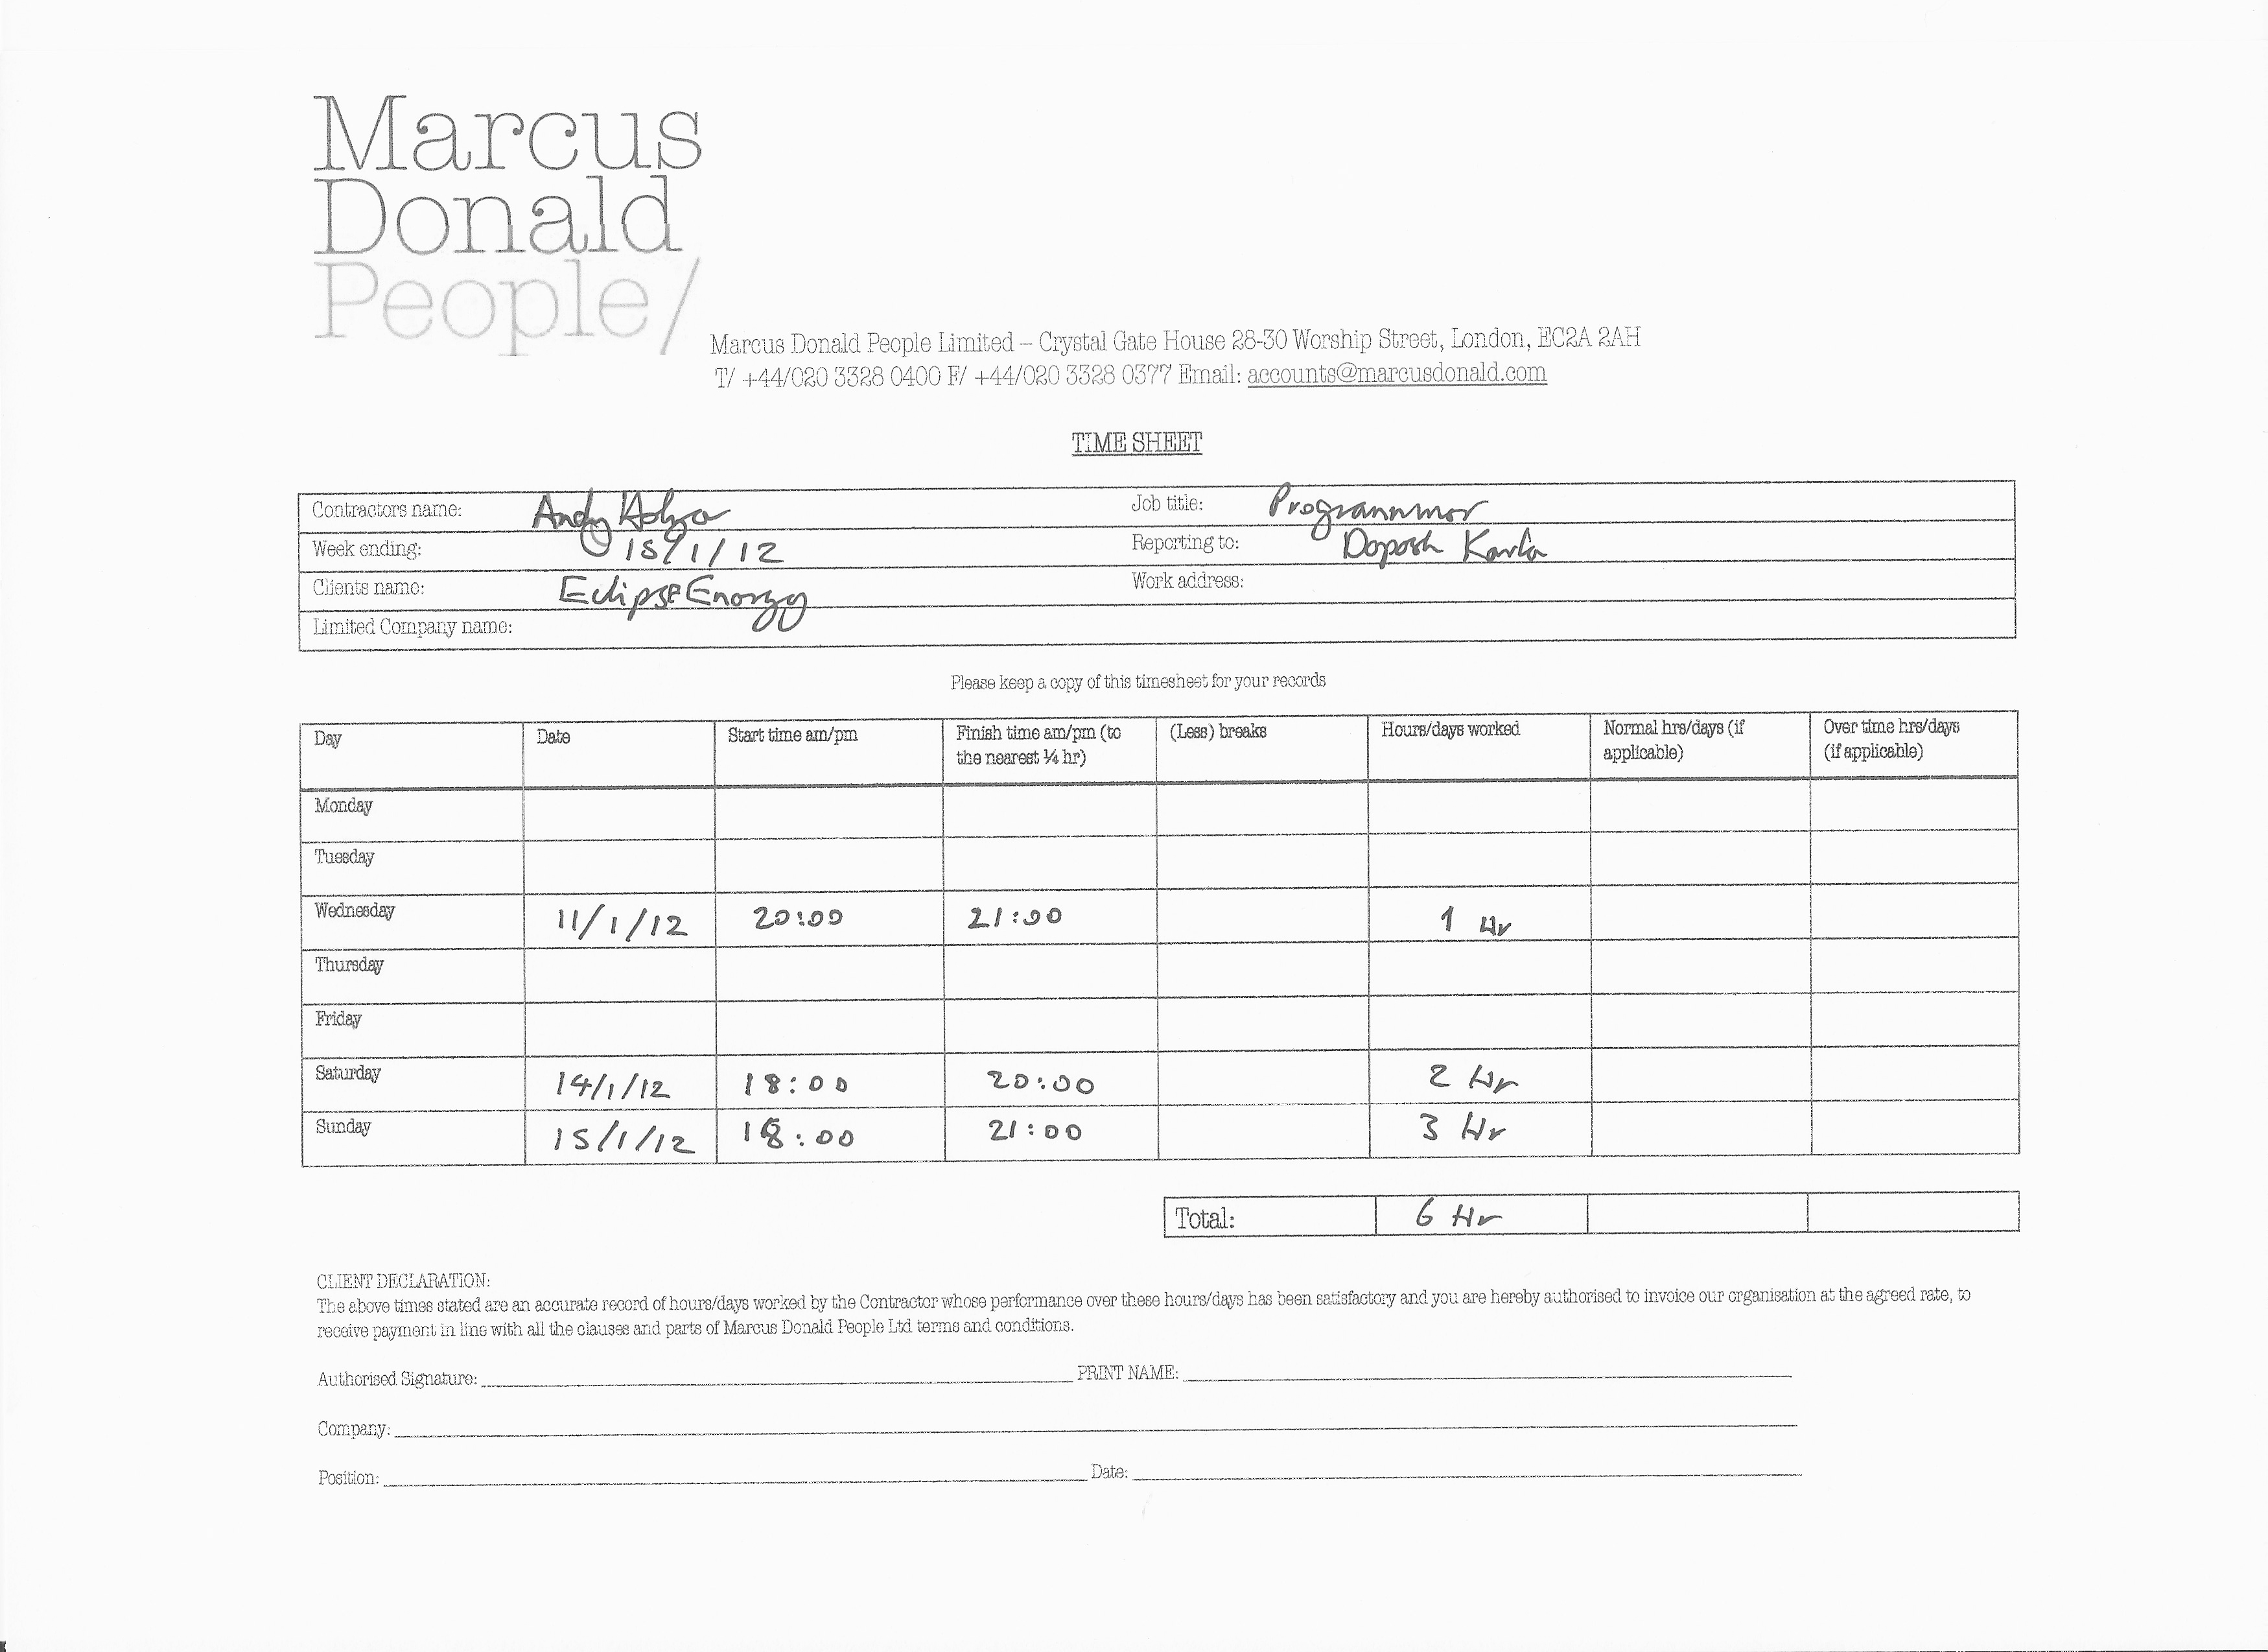 Marcus
Donald
People/
Marcus Donald People Limited – Crystal Gate House 28-30 Worship Street, London, EC2A 2AH
T/ +44/020 3328 0400 F/ +44/020 3328 0377 Email: accounts@marcusdonald.com
TIME SHEET
Contractors name: Andy Job title: Programmer
Week ending: 15/1/12 Reporting to:
Clients name: Eclipse Energy Work address:
Limited Company name:
Please keep a copy of this timesheet for your records
Day Date Start time am/pm Finish time am/pm (to the nearest ¼ hr) (Less) breaks Hours/days worked Normal hrs/days (if applicable) Over time hrs/days (if applicable)
Monday
Tuesday
Wednesday 11/1/12 20:00 21:00 1 Hr
Thursday
Friday
Saturday 14/1/12 18:00 20:00 2 Hr
Sunday 15/1/12 18:00 21:00 3 Hr
Total: 6 Hr
CLIENT DECLARATION:
The above times stated are an accurate record of hours/days worked by the Contractor whose performance over these hours/days has been satisfactory and you are hereby authorised to invoice our organisation at the agreed rate, to
receive payment in line with all the clauses and parts of Marcus Donald People Ltd terms and conditions.
Authorised Signature: PRINT NAME:
Company:
Position: Date: